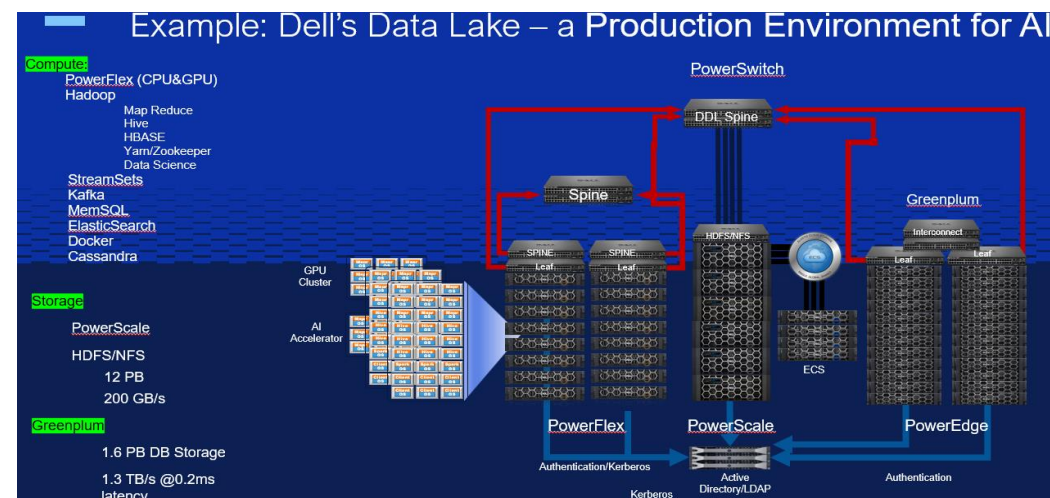 Example: Dell's Data Lake – a Production Environment for AI
Compute:
PowerFlex (CPU&GPU)
Hadoop
Map Reduce
Hive
HBASE
Yarn/Zookeeper
Data Science
StreamSets
Kafka
MemSQL
ElasticSearch
Docker
Cassandra
Storage
PowerScale
HDFS/NFS
12 PB
200 GB/s
Greenplum
1.6 PB DB Storage
1.3 TB/s @0.2ms
latency
PowerSwitch
DDL Spine
Spine
Greenplum
Interconnect
HDFS/NFS
SPINE
SPINE
Leaf
Leaf
Leaf
Leaf
GPU
Cluster
AI
Accelerator
ECS
PowerFlex
PowerScale
PowerEdge
Authentication/Kerberos
Active
Directory/LDAP
Authentication
Kerberos